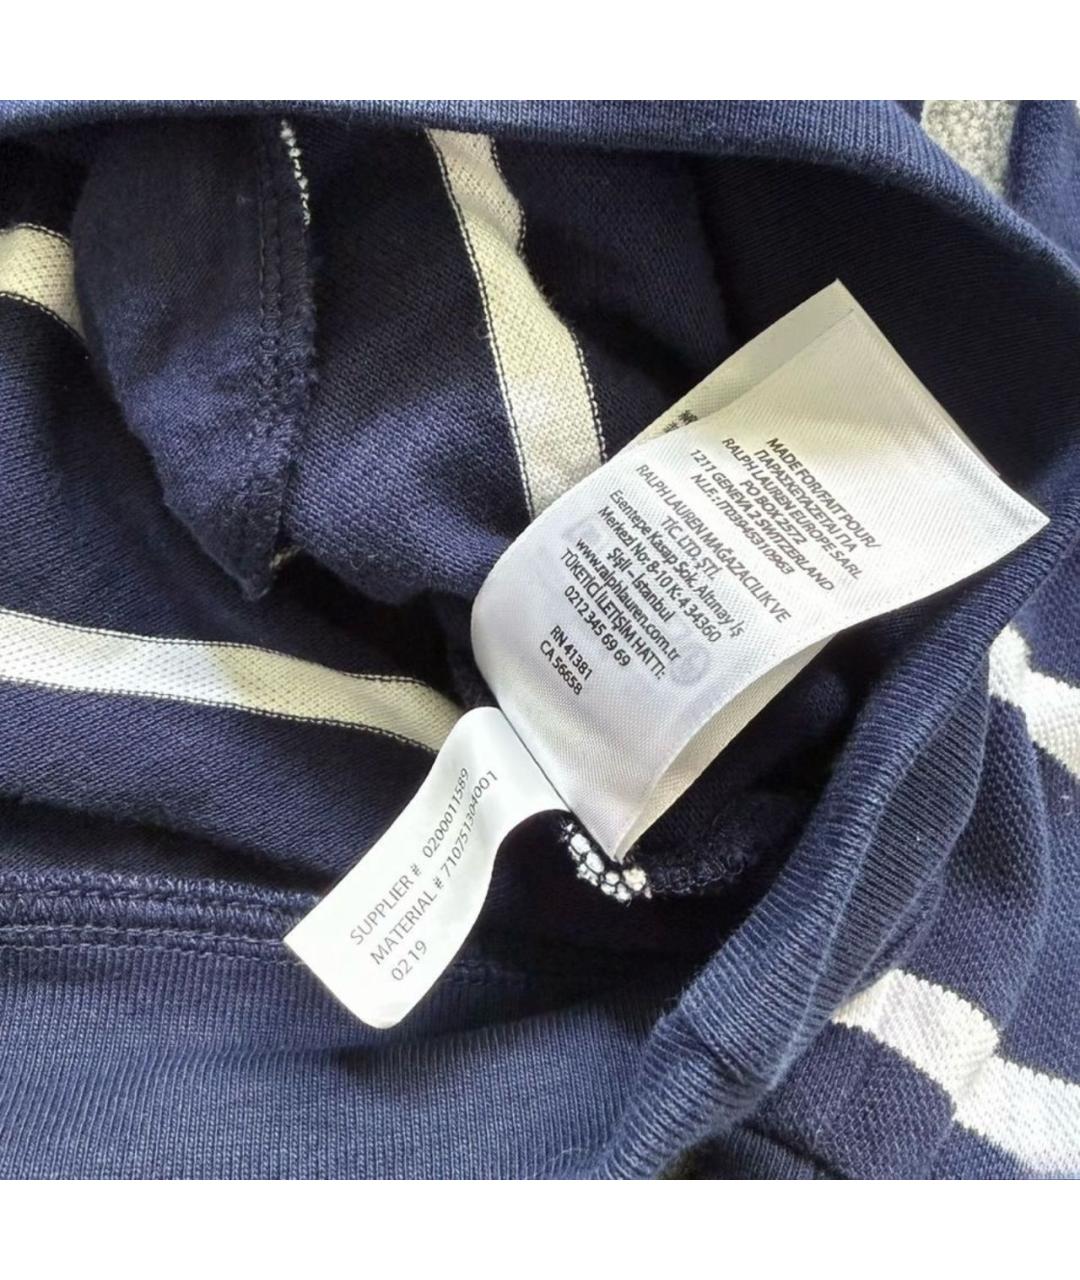 MADE FOR/FAIT POUR/
ΠΑΡΑΣΚΕΥΑΖΕΤΑΙ ΓΙΑ
RALPH LAUREN EUROPE SARL
PO BOX 2572
1211 GENEVA 2 SWITZERLAND
N.I.F.: IT03945310963
RALPH LAUREN MAĞAZACILIK VE
TİC LTD. ŞTİ.
Esentepe Kasap Sok. Altınay İş
Merkezi No: 8-10 K: 4 34360
Şişli - İstanbul
www.ralphlauren.com.tr
TÜKETİCİ İLETİŞİM HATTI:
0212 345 69 69
RN 41381
CA 56658
SUPPLIER # 0200011589
MATERIAL # 710751304001
0219